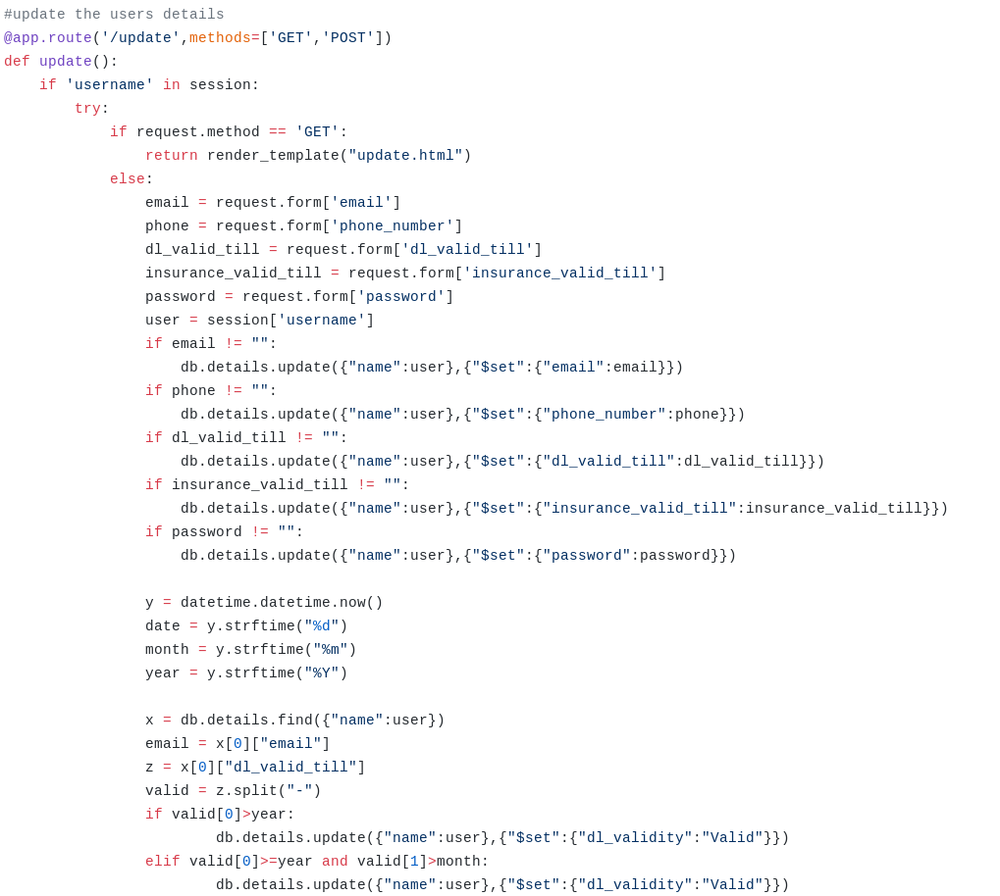 #update the users details
@app.route('/update',methods=['GET','POST'])
def update():
    if 'username' in session:
        try:
            if request.method == 'GET':
                return render_template("update.html")
            else:
                email = request.form['email']
                phone = request.form['phone_number']
                dl_valid_till = request.form['dl_valid_till']
                insurance_valid_till = request.form['insurance_valid_till']
                password = request.form['password']
                user = session['username']
                if email != "":
                    db.details.update({"name":user},{"$set":{"email":email}})
                if phone != "":
                    db.details.update({"name":user},{"$set":{"phone_number":phone}})
                if dl_valid_till != "":
                    db.details.update({"name":user},{"$set":{"dl_valid_till":dl_valid_till}})
                if insurance_valid_till != "":
                    db.details.update({"name":user},{"$set":{"insurance_valid_till":insurance_valid_till}})
                if password != "":
                    db.details.update({"name":user},{"$set":{"password":password}})

                y = datetime.datetime.now()
                date = y.strftime("%d")
                month = y.strftime("%m")
                year = y.strftime("%Y")

                x = db.details.find({"name":user})
                email = x[0]["email"]
                z = x[0]["dl_valid_till"]
                valid = z.split("-")
                if valid[0]>year:
                        db.details.update({"name":user},{"$set":{"dl_validity":"Valid"}})
                elif valid[0]>=year and valid[1]>month:
                        db.details.update({"name":user},{"$set":{"dl_validity":"Valid"}})